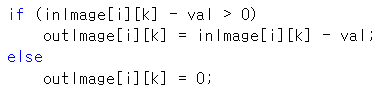 if (inImage[i][k] - val > 0)
    outImage[i][k] = inImage[i][k] - val;
else
    outImage[i][k] = 0;